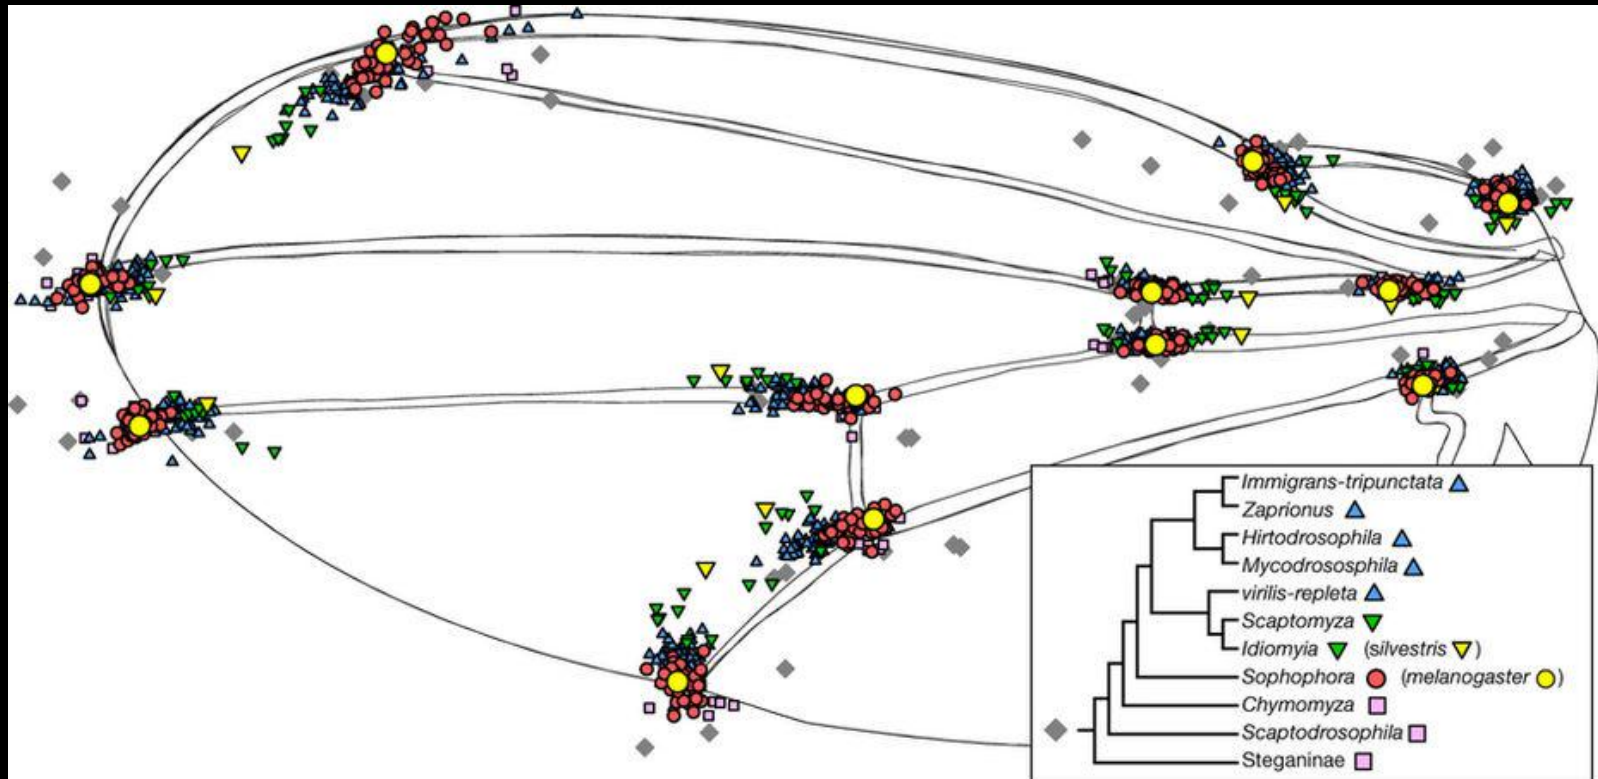 Immigrans-tripunctata
Zaprionus
Hirtodrosophila
Mycodrososphila
virilis-repleta
Scaptomyza
Idiomyia (silvestris )
Sophophora (melanogaster )
Chymomyza
Scaptodrosophila
Steganinae